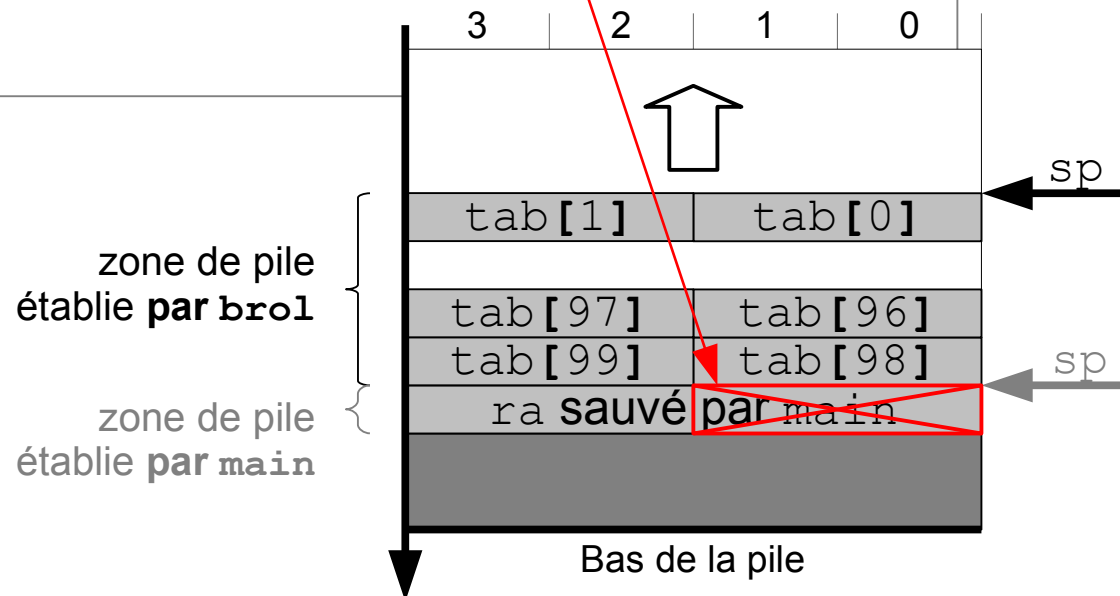 3 2 1 0
sp
tab[1] tab[0]
zone de pile
établie par brol
tab[97] tab[96]
tab[99] tab[98]
sp
ra sauvé par main
zone de pile
établie par main
Bas de la pile